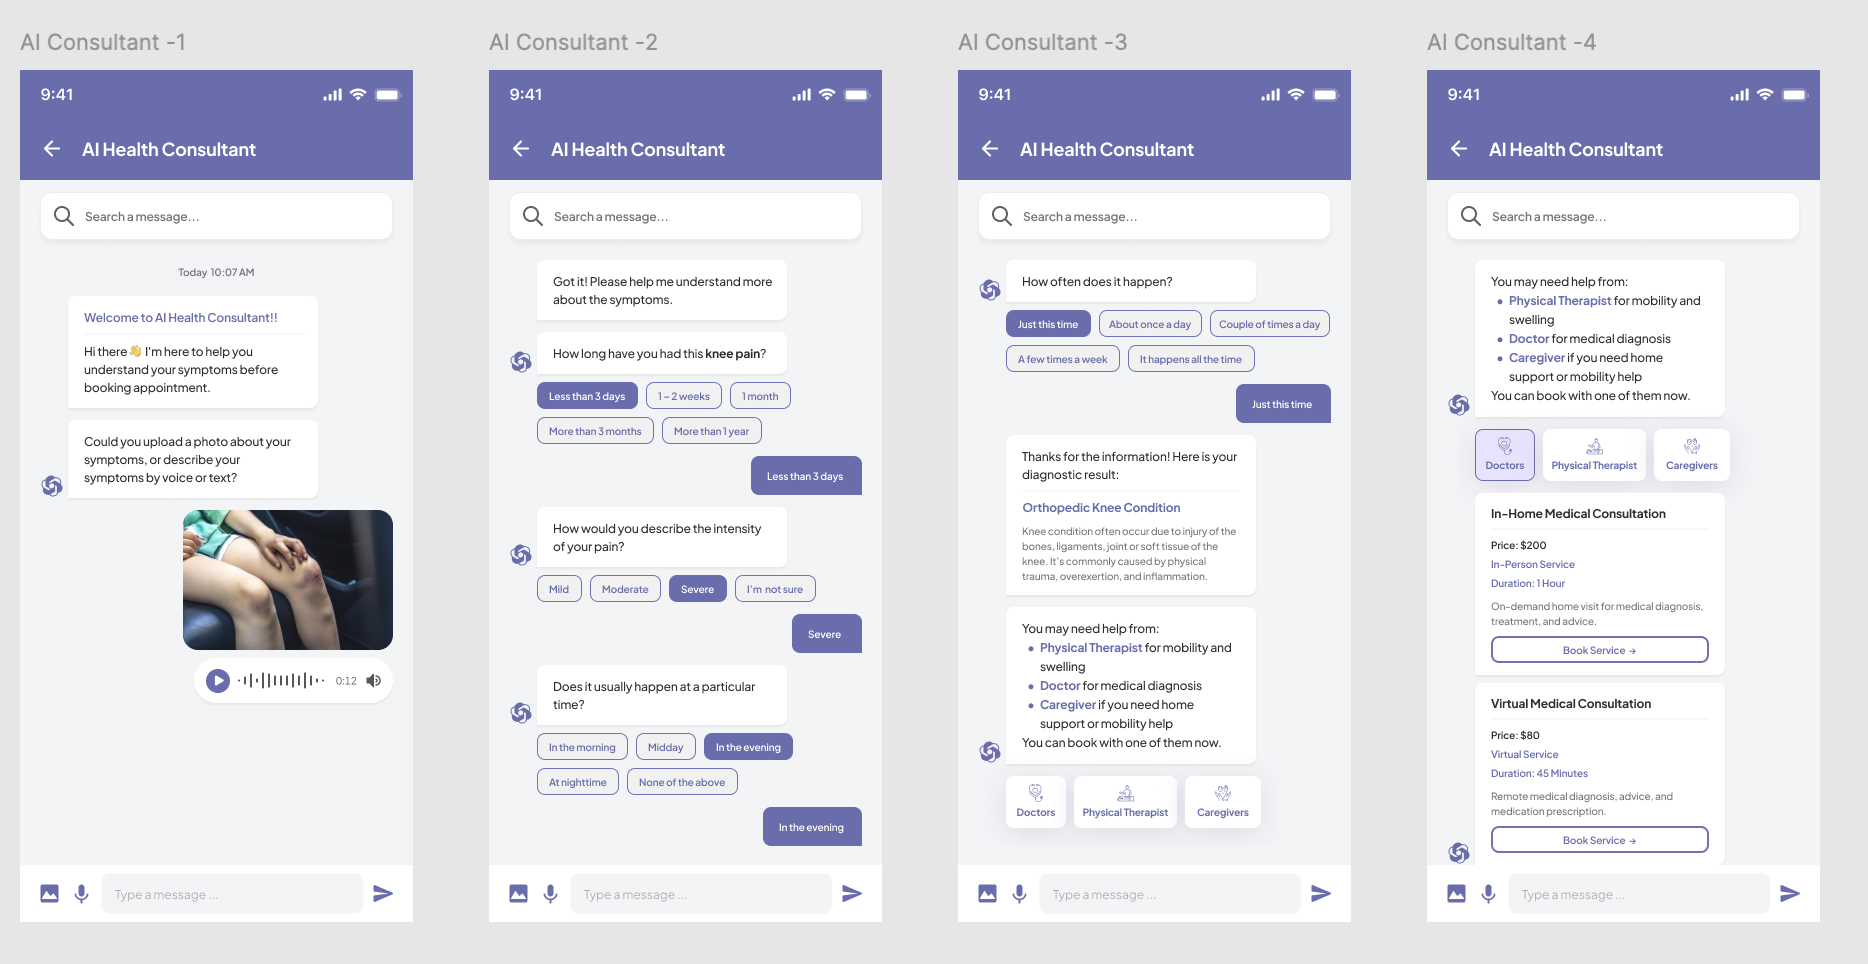 AI Consultant -1
9:41
AI Health Consultant
Search a message...
Today 10:07 AM
Welcome to AI Health Consultant!!
Hi there 👋 I'm here to help you
understand your symptoms before
booking appointment.
Could you upload a photo about your
symptoms, or describe your
symptoms by voice or text?
0:12
Type a message ...
AI Consultant -2
9:41
AI Health Consultant
Search a message...
Got it! Please help me understand more
about the symptoms.
How long have you had this knee pain?
Less than 3 days
1 ~ 2 weeks
1 month
More than 3 months
More than 1 year
Less than 3 days
How would you describe the intensity
of your pain?
Mild
Moderate
Severe
I'm not sure
Severe
Does it usually happen at a particular
time?
In the morning
Midday
In the evening
At nighttime
None of the above
In the evening
Type a message ...
AI Consultant -3
9:41
AI Health Consultant
Search a message...
How often does it happen?
Just this time
About once a day
Couple of times a day
A few times a week
It happens all the time
Just this time
Thanks for the information! Here is your
diagnostic result:
Orthopedic Knee Condition
Knee condition often occur due to injury of the
bones, ligaments, joint or soft tissue of the
knee. It's commonly caused by physical
trauma, overexertion, and inflammation.
You may need help from:
• Physical Therapist for mobility and
swelling
• Doctor for medical diagnosis
• Caregiver if you need home
support or mobility help
You can book with one of them now.
Doctors
Physical Therapist
Caregivers
Type a message ...
AI Consultant -4
9:41
AI Health Consultant
Search a message...
You may need help from:
• Physical Therapist for mobility and
swelling
• Doctor for medical diagnosis
• Caregiver if you need home
support or mobility help
You can book with one of them now.
Doctors
Physical Therapist
Caregivers
In-Home Medical Consultation
Price: $200
In-Person Service
Duration: 1 Hour
On-demand home visit for medical diagnosis,
treatment, and advice.
Book Service →
Virtual Medical Consultation
Price: $80
Virtual Service
Duration: 45 Minutes
Remote medical diagnosis, advice, and
medication prescription.
Book Service →
Type a message ...